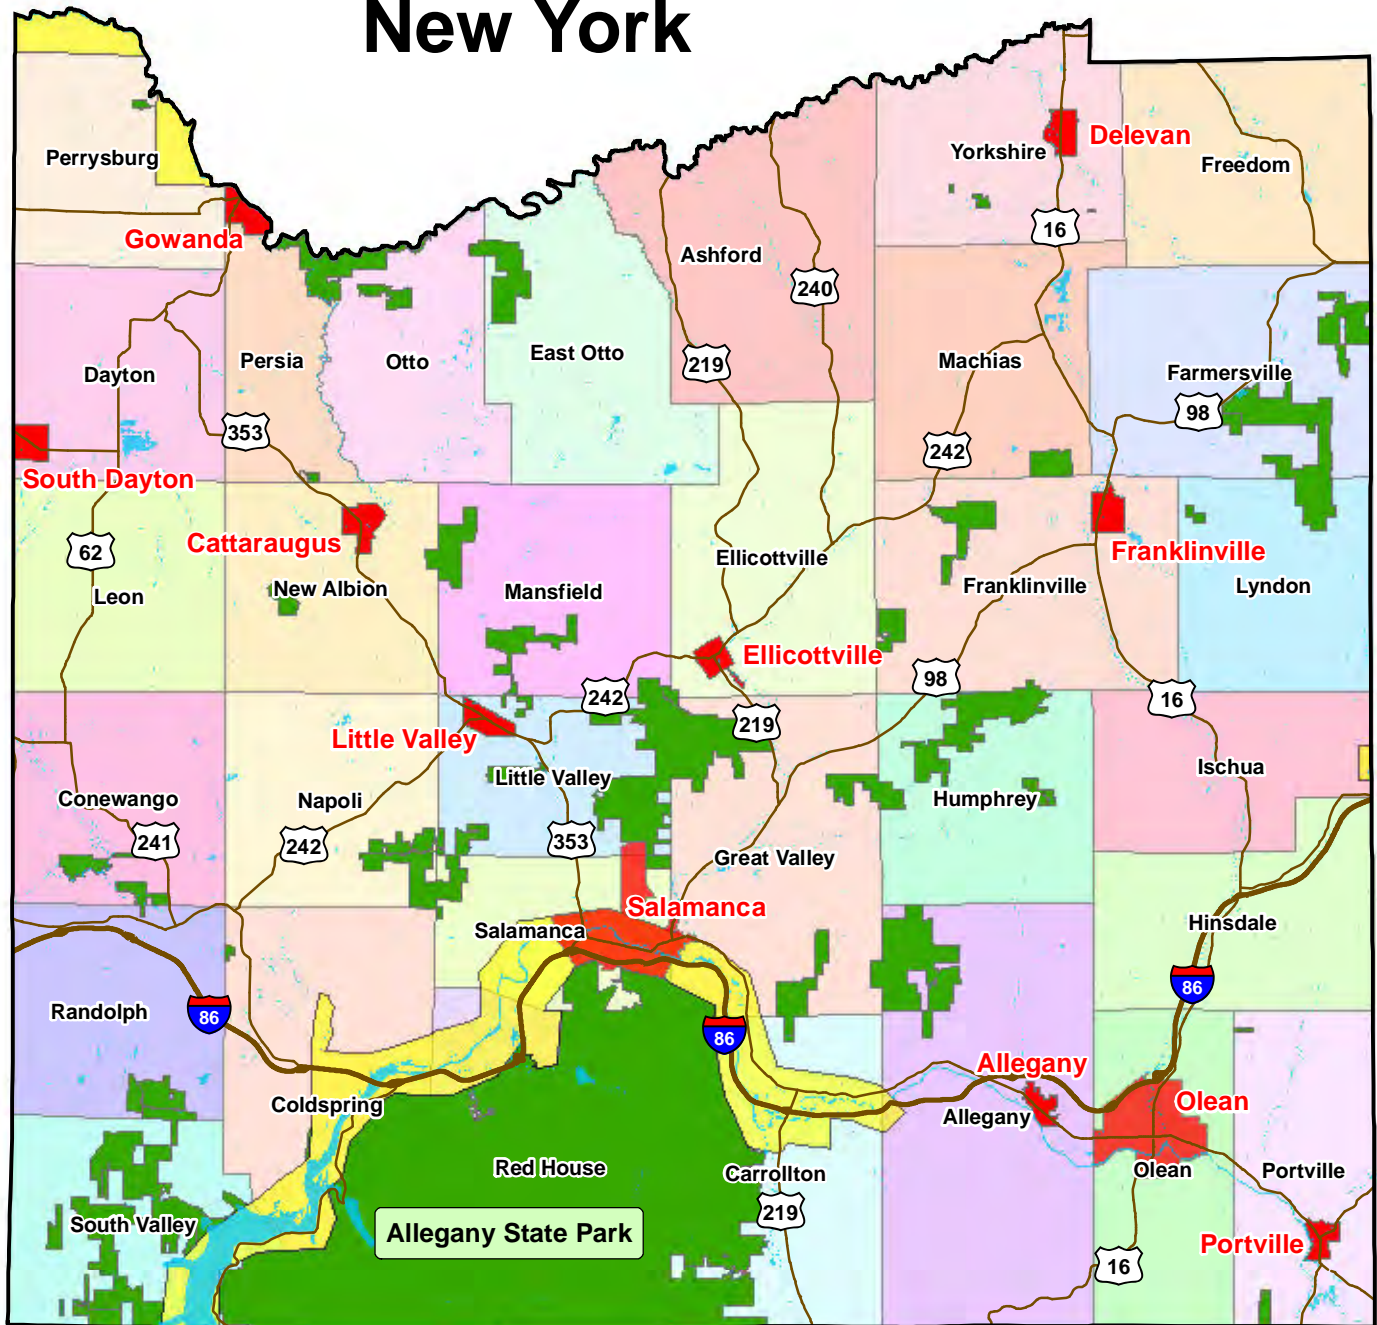 New York
Delevan
Yorkshire
Freedom
Perrysburg
16
Gowanda
Ashford
240
East Otto
Persia
Otto
219
Machias
Dayton
Farmersville
98
353
242
South Dayton
Cattaraugus
62
Franklinville
Ellicottville
New Albion
Mansfield
Franklinville
Lyndon
Leon
Ellicottville
98
242
16
219
Little Valley
Ischua
Little Valley
Conewango
Napoli
Humphrey
241
242
353
Great Valley
Salamanca
Hinsdale
Salamanca
86
Randolph
86
86
Allegany
Olean
Coldspring
Allegany
Red House
Carrollton
Olean
Portville
219
South Valley
Allegany State Park
Portville
16